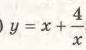 ) y = x + 4/x